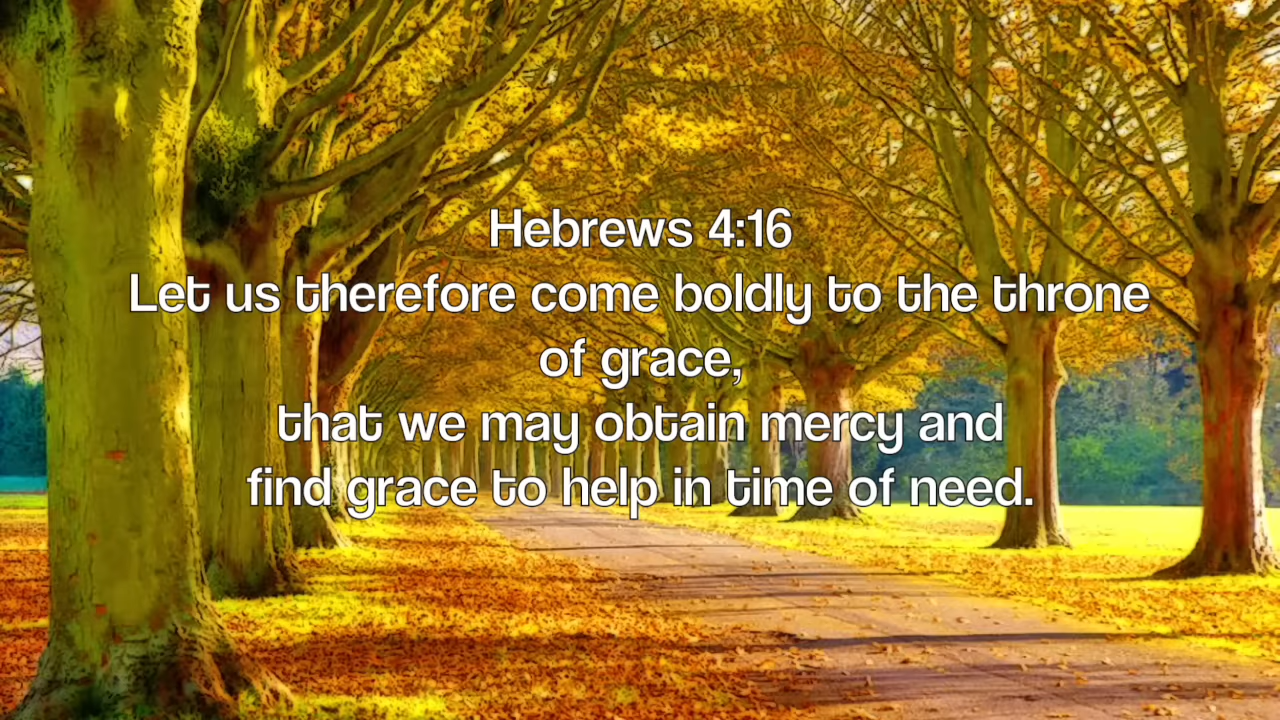 Hebrews 4:16
Let us therefore come boldly to the throne
of grace,
that we may obtain mercy and
find grace to help in time of need.